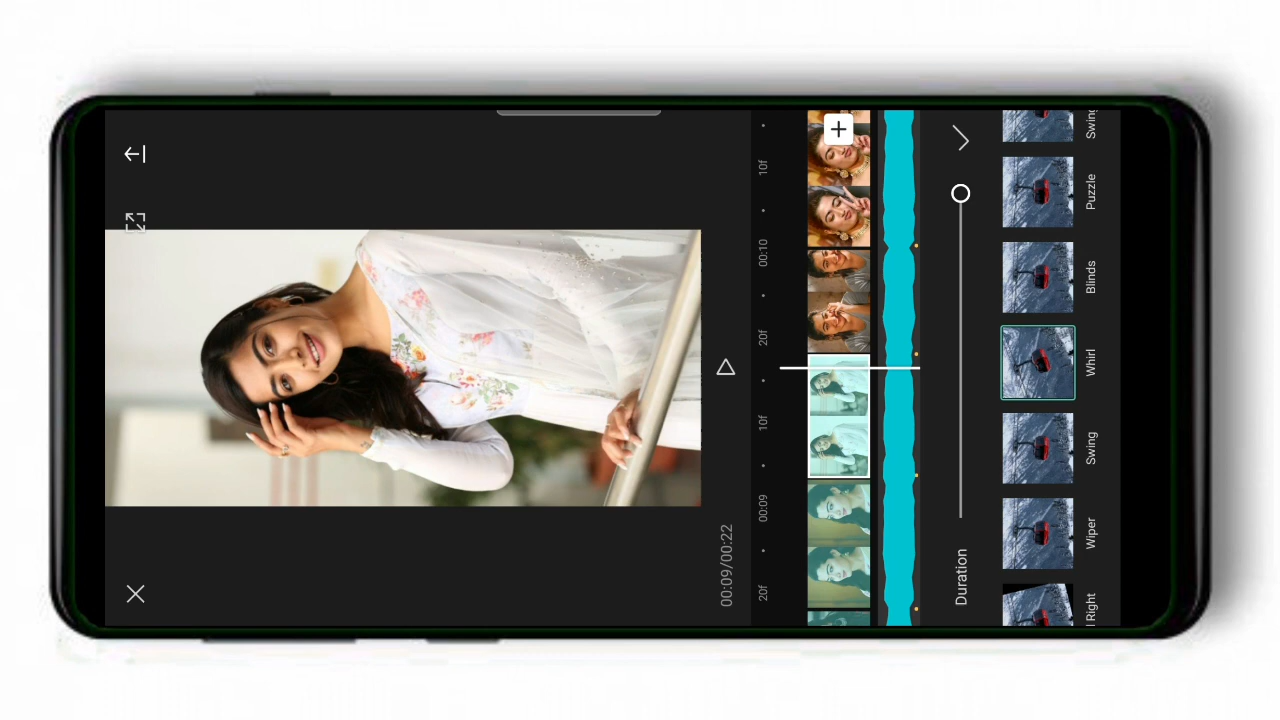 00:09/00:22
20f
00:09
10f
20f
00:10
10f
Duration
l Right
Wiper
Swing
Whirl
Blinds
Puzzle
Swing